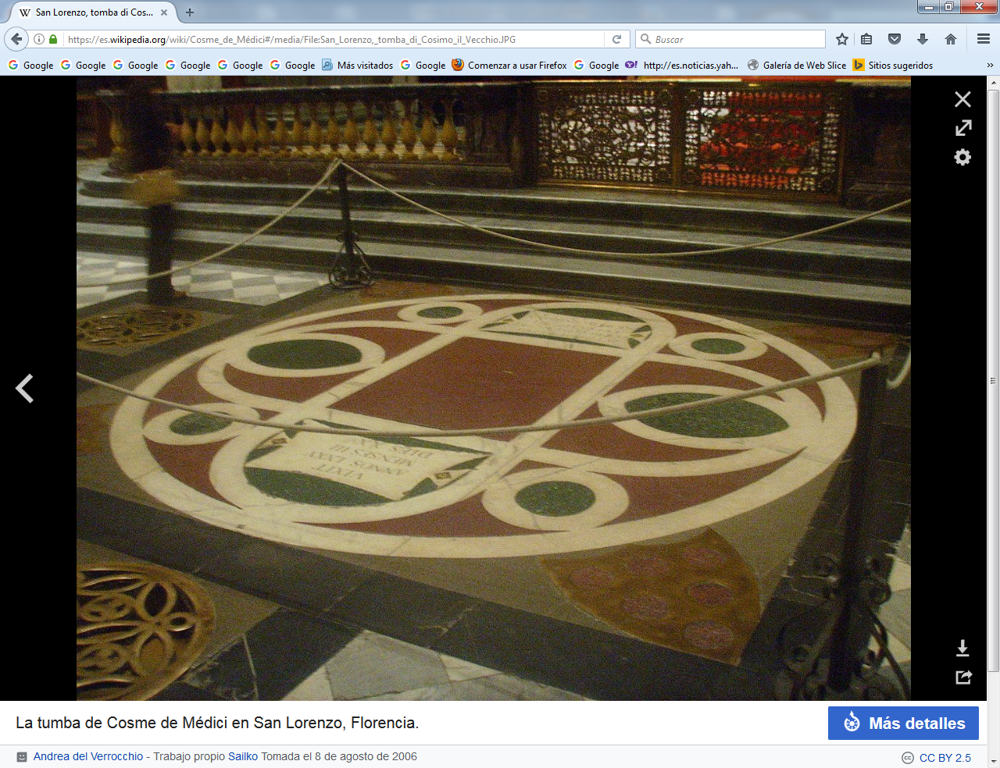 San Lorenzo, tomba di Cos...
https://es.wikipedia.org/wiki/Cosme_de_Médici#/media/File:San_Lorenzo,_tomba_di_Cosimo_il_Vecchio.JPG
Buscar
Google Google Google Google Google Google Más visitados Google Comenzar a usar Firefox Google http://es.noticias.yah... Galería de Web Slice Sitios sugeridos
VIXIT
ANNOS LXXV
MENSES III
DIES XX
La tumba de Cosme de Médici en San Lorenzo, Florencia.
Más detalles
Andrea del Verrocchio - Trabajo propio Sailko Tomada el 8 de agosto de 2006
CC BY 2.5